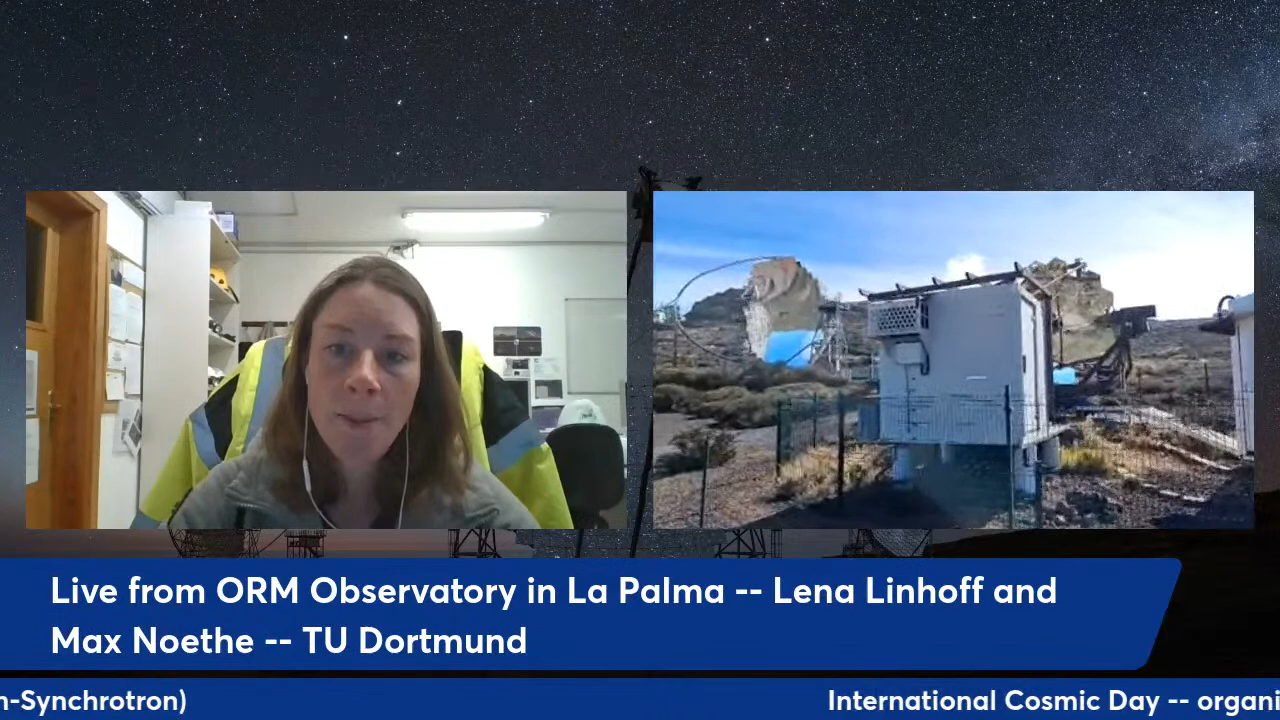 Live from ORM Observatory in La Palma -- Lena Linhoff and
Max Noethe -- TU Dortmund
n-Synchrotron) International Cosmic Day -- organi